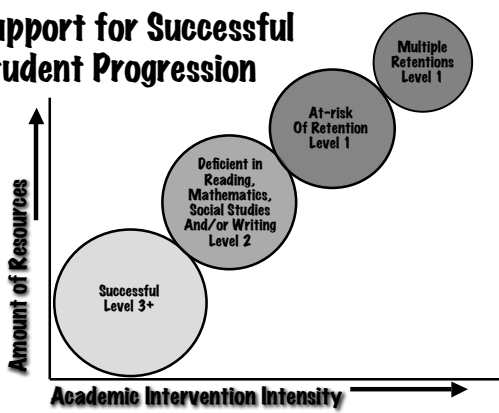 upport for Successful
tudent Progression
Multiple
Retentions
Level 1
At-risk
Of Retention
Level 1
Deficient in
Reading,
Mathematics,
Social Studies
And/or Writing
Level 2
Successful
Level 3+
Amount of Resources
Academic Intervention Intensity